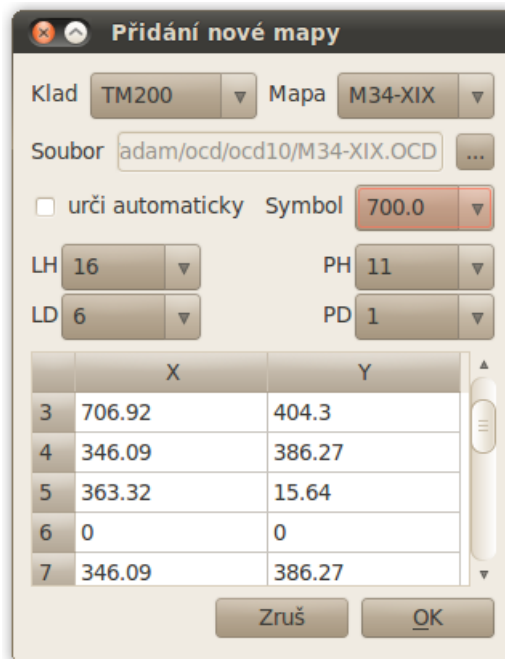 Přidání nové mapy
Klad TM200 Mapa M34-XIX
Soubor adam/ocd/ocd10/M34-XIX.OCD ...
urči automaticky Symbol 700.0
LH 16 PH 11
LD 6 PD 1
X Y
3 706.92 404.3
4 346.09 386.27
5 363.32 15.64
6 0 0
7 346.09 386.27
Zruš OK